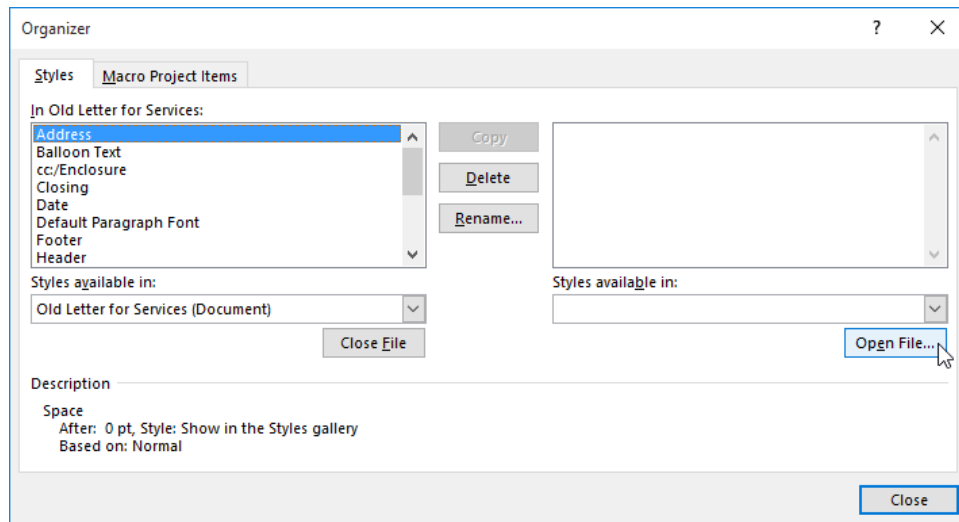 Organizer
?
Styles
Macro Project Items
In Old Letter for Services:
Address
Balloon Text
cc:/Enclosure
Closing
Date
Default Paragraph Font
Footer
Header
Copy
Delete
Rename...
Styles available in:
Styles available in:
Old Letter for Services (Document)
Close File
Open File...
Description
Space
After: 0 pt, Style: Show in the Styles gallery
Based on: Normal
Close